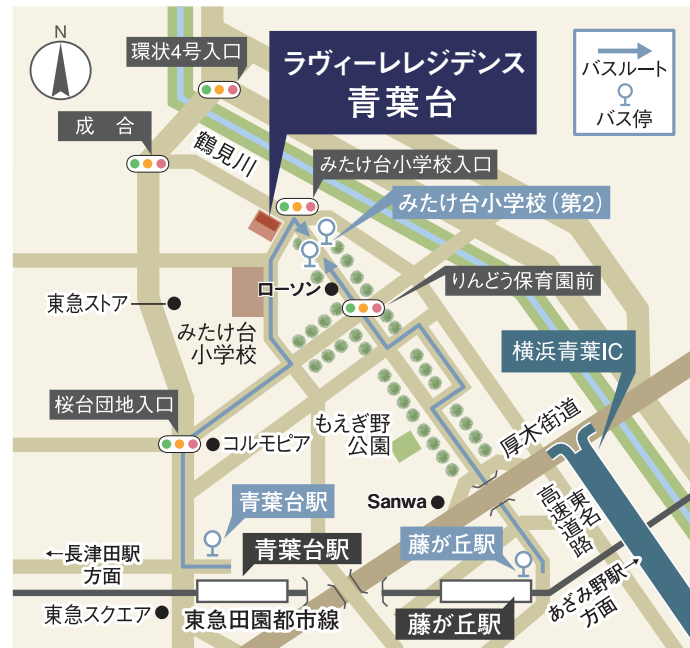 N
環状4号入口
ラヴィーレレジデンス
青葉台
バスルート
バス停
成合
鶴見川
みたけ台小学校入口
みたけ台小学校(第2)
ローソン
りんどう保育園前
東急ストア
みたけ台
小学校
横浜青葉IC
桜台団地入口
コルモピア
もえぎ野
公園
厚木街道
Sanwa
東名
高速道路
青葉台駅
青葉台駅
藤が丘駅
←長津田駅
方面
あざみ野駅→
方面
東急スクエア
東急田園都市線
藤が丘駅